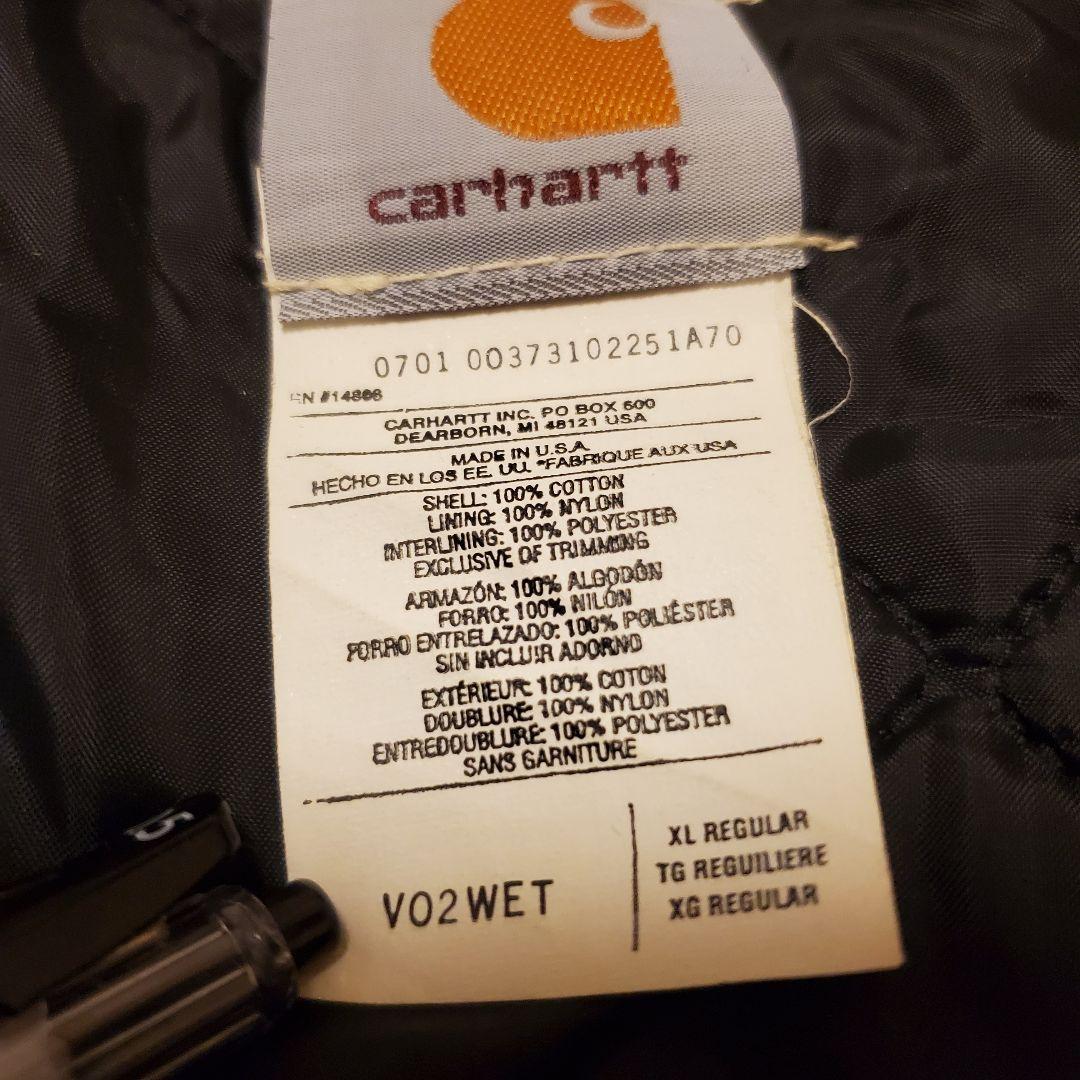 carhartt
0701 00373102251A70
RN #14806
CARHARTT INC. PO BOX 600
DEARBORN, MI 48121 USA
MADE IN U.S.A.
HECHO EN LOS EE. UU. *FABRIQUE AUX USA
SHELL: 100% COTTON
LINING: 100% NYLON
INTERLINING: 100% POLYESTER
EXCLUSIVE OF TRIMMINGS
ARMAZÓN: 100% ALGODÓN
FORRO: 100% NILÓN
FORRO ENTRELAZADO: 100% POLIÉSTER
SIN INCLUIR ADORNO
EXTÉRIEUR: 100% COTON
DOUBLURE: 100% NYLON
ENTREDOUBLURE: 100% POLYESTER
SANS GARNITURE
V02WET
XL REGULAR
TG REGUILIERE
XG REGULAR
5